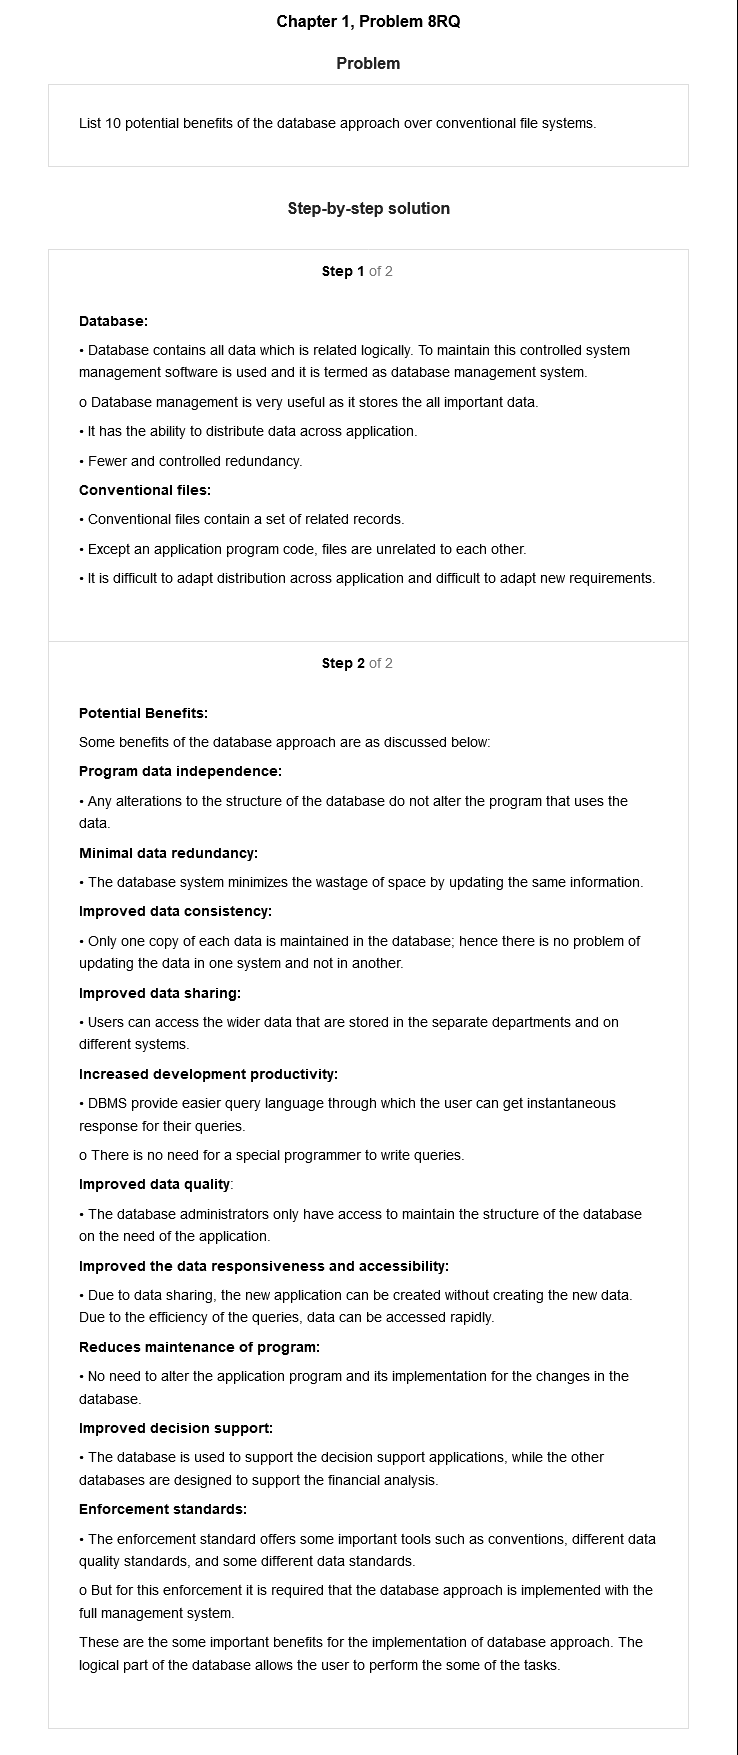 Chapter 1, Problem 8RQ
Problem
List 10 potential benefits of the database approach over conventional file systems.
Step-by-step solution
Step 1 of 2
Database:
• Database contains all data which is related logically. To maintain this controlled system
management software is used and it is termed as database management system.
o Database management is very useful as it stores the all important data.
• It has the ability to distribute data across application.
• Fewer and controlled redundancy.
Conventional files:
• Conventional files contain a set of related records.
• Except an application program code, files are unrelated to each other.
• It is difficult to adapt distribution across application and difficult to adapt new requirements.
Step 2 of 2
Potential Benefits:
Some benefits of the database approach are as discussed below:
Program data independence:
• Any alterations to the structure of the database do not alter the program that uses the
data.
Minimal data redundancy:
• The database system minimizes the wastage of space by updating the same information.
Improved data consistency:
• Only one copy of each data is maintained in the database; hence there is no problem of
updating the data in one system and not in another.
Improved data sharing:
• Users can access the wider data that are stored in the separate departments and on
different systems.
Increased development productivity:
• DBMS provide easier query language through which the user can get instantaneous
response for their queries.
o There is no need for a special programmer to write queries.
Improved data quality:
• The database administrators only have access to maintain the structure of the database
on the need of the application.
Improved the data responsiveness and accessibility:
• Due to data sharing, the new application can be created without creating the new data.
Due to the efficiency of the queries, data can be accessed rapidly.
Reduces maintenance of program:
• No need to alter the application program and its implementation for the changes in the
database.
Improved decision support:
• The database is used to support the decision support applications, while the other
databases are designed to support the financial analysis.
Enforcement standards:
• The enforcement standard offers some important tools such as conventions, different data
quality standards, and some different data standards.
o But for this enforcement it is required that the database approach is implemented with the
full management system.
These are the some important benefits for the implementation of database approach. The
logical part of the database allows the user to perform the some of the tasks.